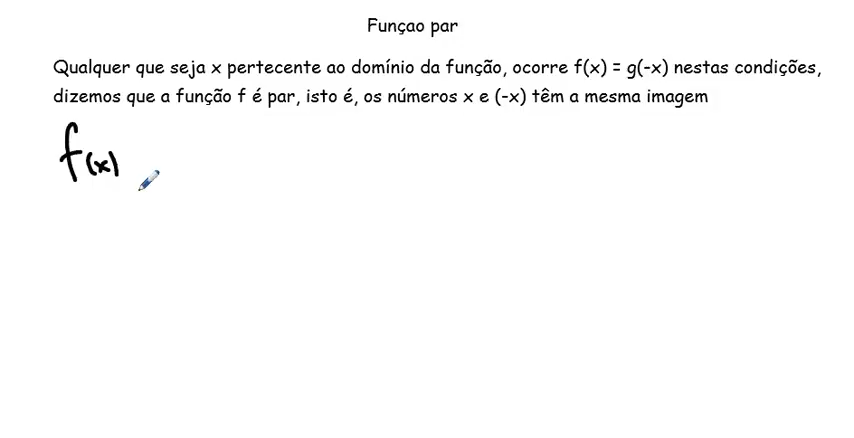 Funçao par
Qualquer que seja x pertecente ao domínio da função, ocorre f(x) = g(-x) nestas condições,
dizemos que a função f é par, isto é, os números x e (-x) têm a mesma imagem
f(x)